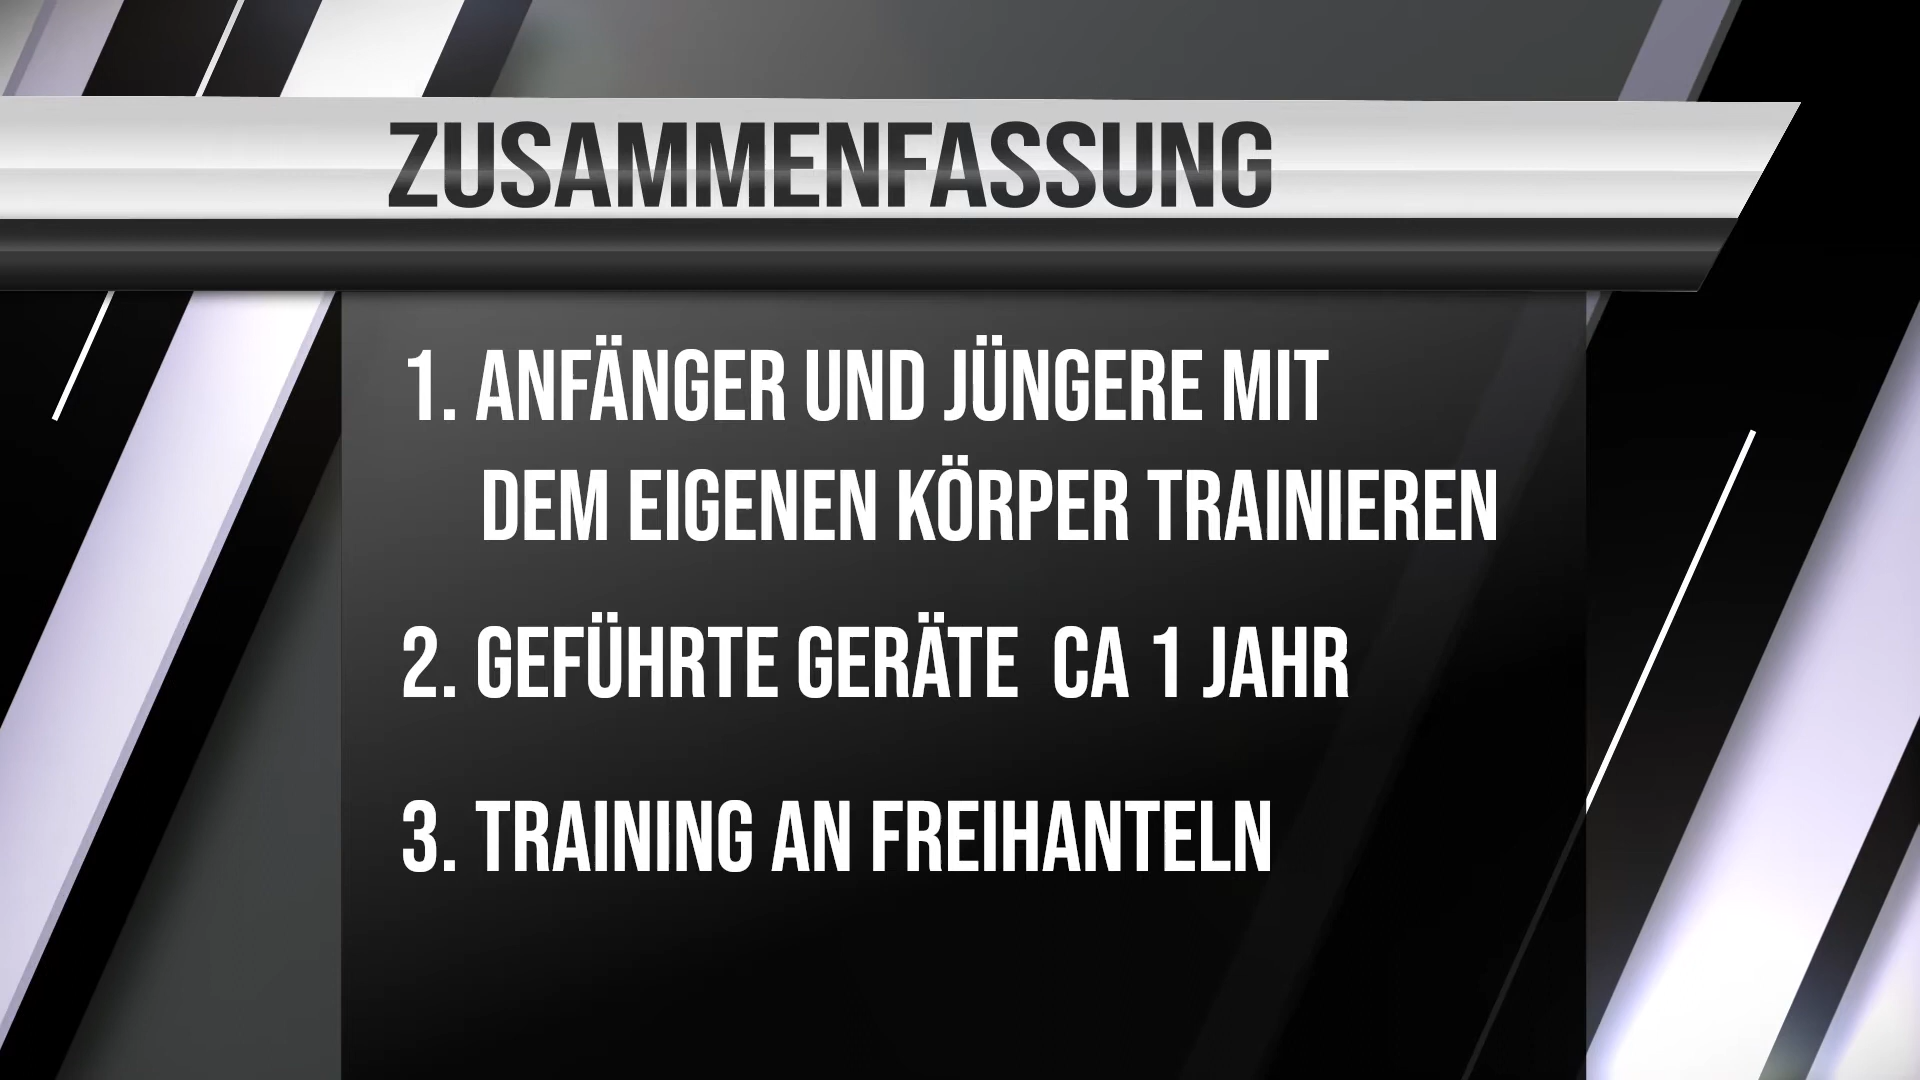 ZUSAMMENFASSUNG
1. ANFÄNGER UND JÜNGERE MIT
DEM EIGENEN KÖRPER TRAINIEREN
2. GEFÜHRTE GERÄTE CA 1 JAHR
3. TRAINING AN FREIHANTELN